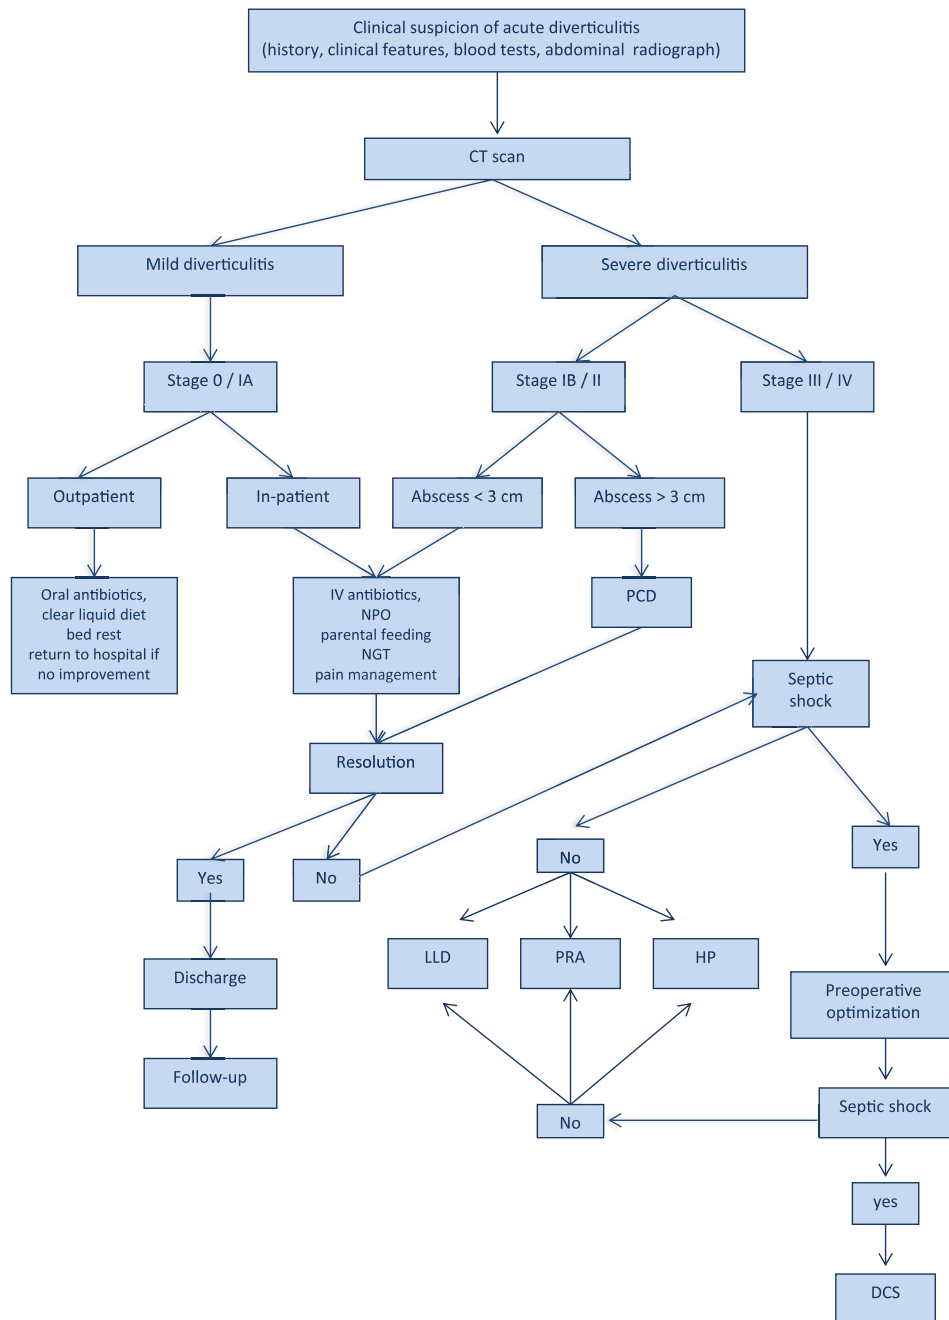 Clinical suspicion of acute diverticulitis
(history, clinical features, blood tests, abdominal radiograph)
CT scan
Mild diverticulitis
Severe diverticulitis
Stage 0 / IA
Stage IB / II
Stage III / IV
Outpatient
In-patient
Abscess < 3 cm
Abscess > 3 cm
Oral antibiotics,
clear liquid diet
bed rest
return to hospital if
no improvement
IV antibiotics,
NPO
parental feeding
NGT
pain management
PCD
Septic
shock
Resolution
Yes
No
No
Yes
LLD
PRA
HP
Discharge
Preoperative
optimization
Follow-up
Septic shock
No
yes
DCS